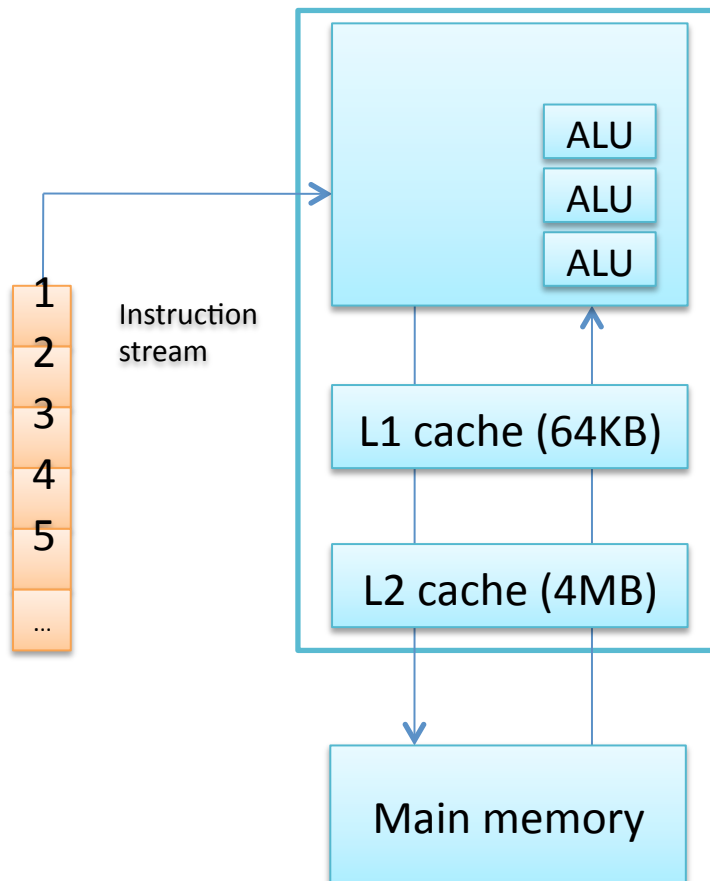 ALU
ALU
ALU
1
2
3
4
5
...
Instruction
stream
L1 cache (64KB)
L2 cache (4MB)
Main memory